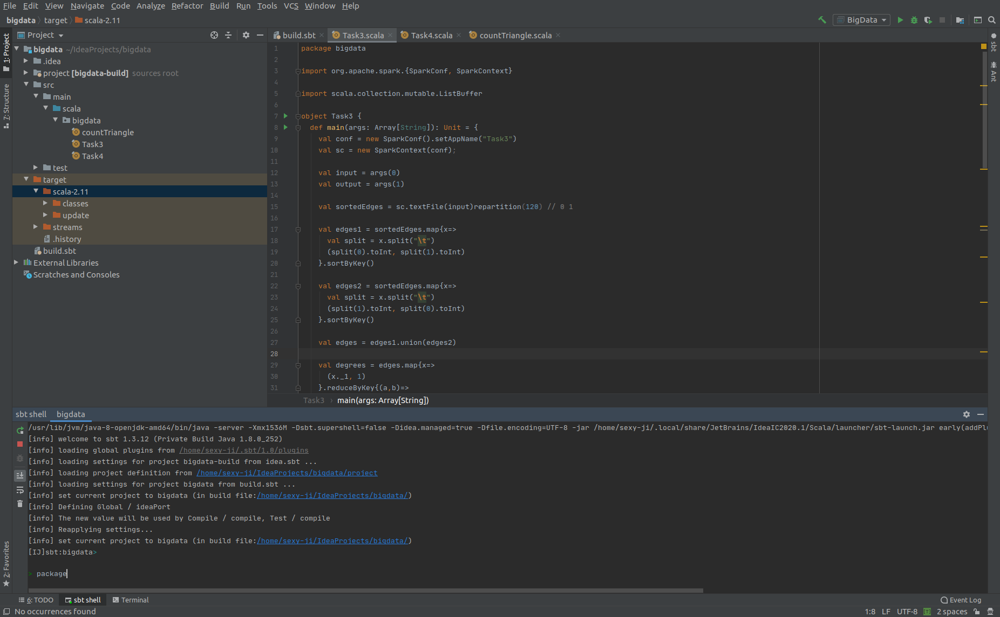 File Edit View Navigate Code Analyze Refactor Build Run Tools VCS Window Help
bigdata target scala-2.11
BigData
1: Project
7: Structure
2: Favorites
Project
bigdata ~/IdeaProjects/bigdata
.idea
project [bigdata-build] sources root
src
main
scala
bigdata
countTriangle
Task3
Task4
test
target
scala-2.11
classes
update
streams
.history
build.sbt
External Libraries
Scratches and Consoles
build.sbt Task3.scala Task4.scala countTriangle.scala
1 package bigdata
2
3 import org.apache.spark.{SparkConf, SparkContext}
4
5 import scala.collection.mutable.ListBuffer
6
7 object Task3 {
8 def main(args: Array[String]): Unit = {
9 val conf = new SparkConf().setAppName("Task3")
10 val sc = new SparkContext(conf);
11
12 val input = args(0)
13 val output = args(1)
14
15 val sortedEdges = sc.textFile(input)repartition(120) // 0 1
16
17 val edges1 = sortedEdges.map{x=>
18 val split = x.split("\t")
19 (split(0).toInt, split(1).toInt)
20 }.sortByKey()
21
22 val edges2 = sortedEdges.map{x=>
23 val split = x.split("\t")
24 (split(1).toInt, split(0).toInt)
25 }.sortByKey()
26
27 val edges = edges1.union(edges2)
28
29 val degrees = edges.map{x=>
30 (x._1, 1)
31 }.reduceByKey{(a,b)=>
Task3 › main(args: Array[String])
sbt
Ant
sbt shell bigdata
/usr/lib/jvm/java-8-openjdk-amd64/bin/java -server -Xmx1536M -Dsbt.supershell=false -Didea.managed=true -Dfile.encoding=UTF-8 -jar /home/sexy-ji/.local/share/JetBrains/IdeaIC2020.1/Scala/launcher/sbt-launch.jar early(addPlu
[info] welcome to sbt 1.3.12 (Private Build Java 1.8.0_252)
[info] loading global plugins from /home/sexy-ji/.sbt/1.0/plugins
[info] loading settings for project bigdata-build from idea.sbt ...
[info] loading project definition from /home/sexy-ji/IdeaProjects/bigdata/project
[info] loading settings for project bigdata from build.sbt ...
[info] set current project to bigdata (in build file:/home/sexy-ji/IdeaProjects/bigdata/)
[info] Defining Global / ideaPort
[info] The new value will be used by Compile / compile, Test / compile
[info] Reapplying settings...
[info] set current project to bigdata (in build file:/home/sexy-ji/IdeaProjects/bigdata/)
[IJ]sbt:bigdata>
> package
6: TODO sbt shell Terminal Event Log
No occurrences found 1:8 LF UTF-8 [T] 2 spaces